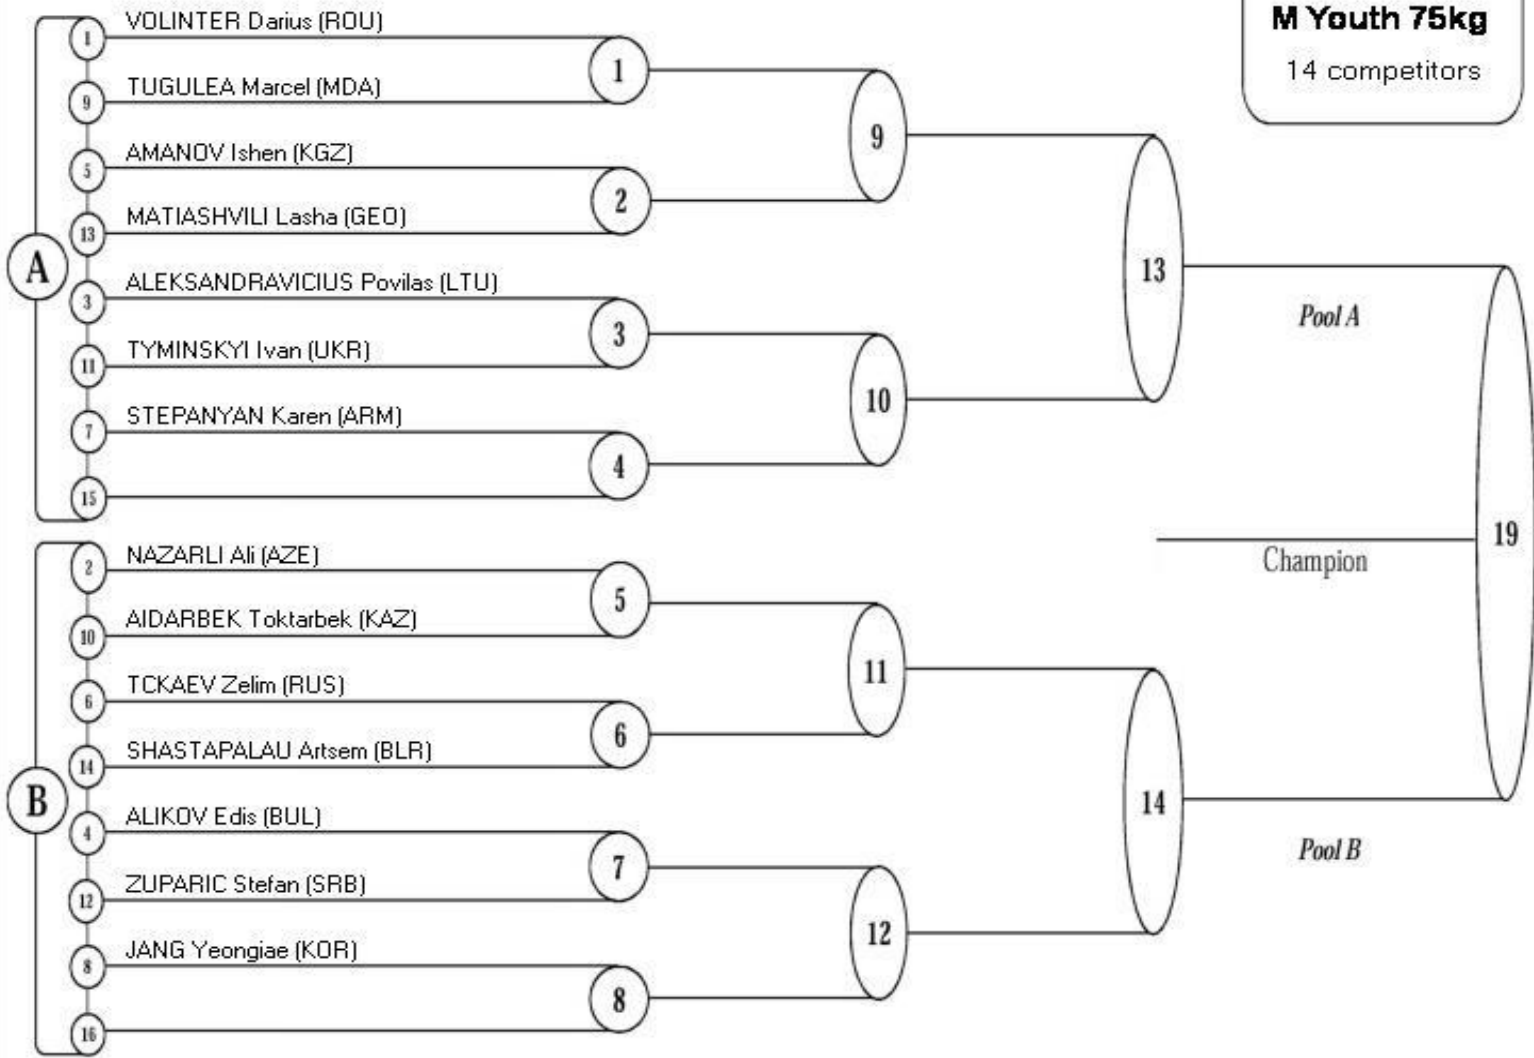 M Youth 75kg
14 competitors
A
1 VOLINTER Darius (ROU)
9 TUGULEA Marcel (MDA)
5 AMANOV Ishen (KGZ)
13 MATIASHVILI Lasha (GEO)
3 ALEKSANDRAVICIUS Povilas (LTU)
11 TYMINSKYI Ivan (UKR)
7 STEPANYAN Karen (ARM)
15
B
2 NAZARLI Ali (AZE)
10 AIDARBEK Toktarbek (KAZ)
6 TCKAEV Zelim (RUS)
14 SHASTAPALAU Artsem (BLR)
4 ALIKOV Edis (BUL)
12 ZUPARIC Stefan (SRB)
8 JANG Yeongiae (KOR)
16
1
2
3
4
5
6
7
8
9
10
11
12
13
14
Pool A
Champion
Pool B
19